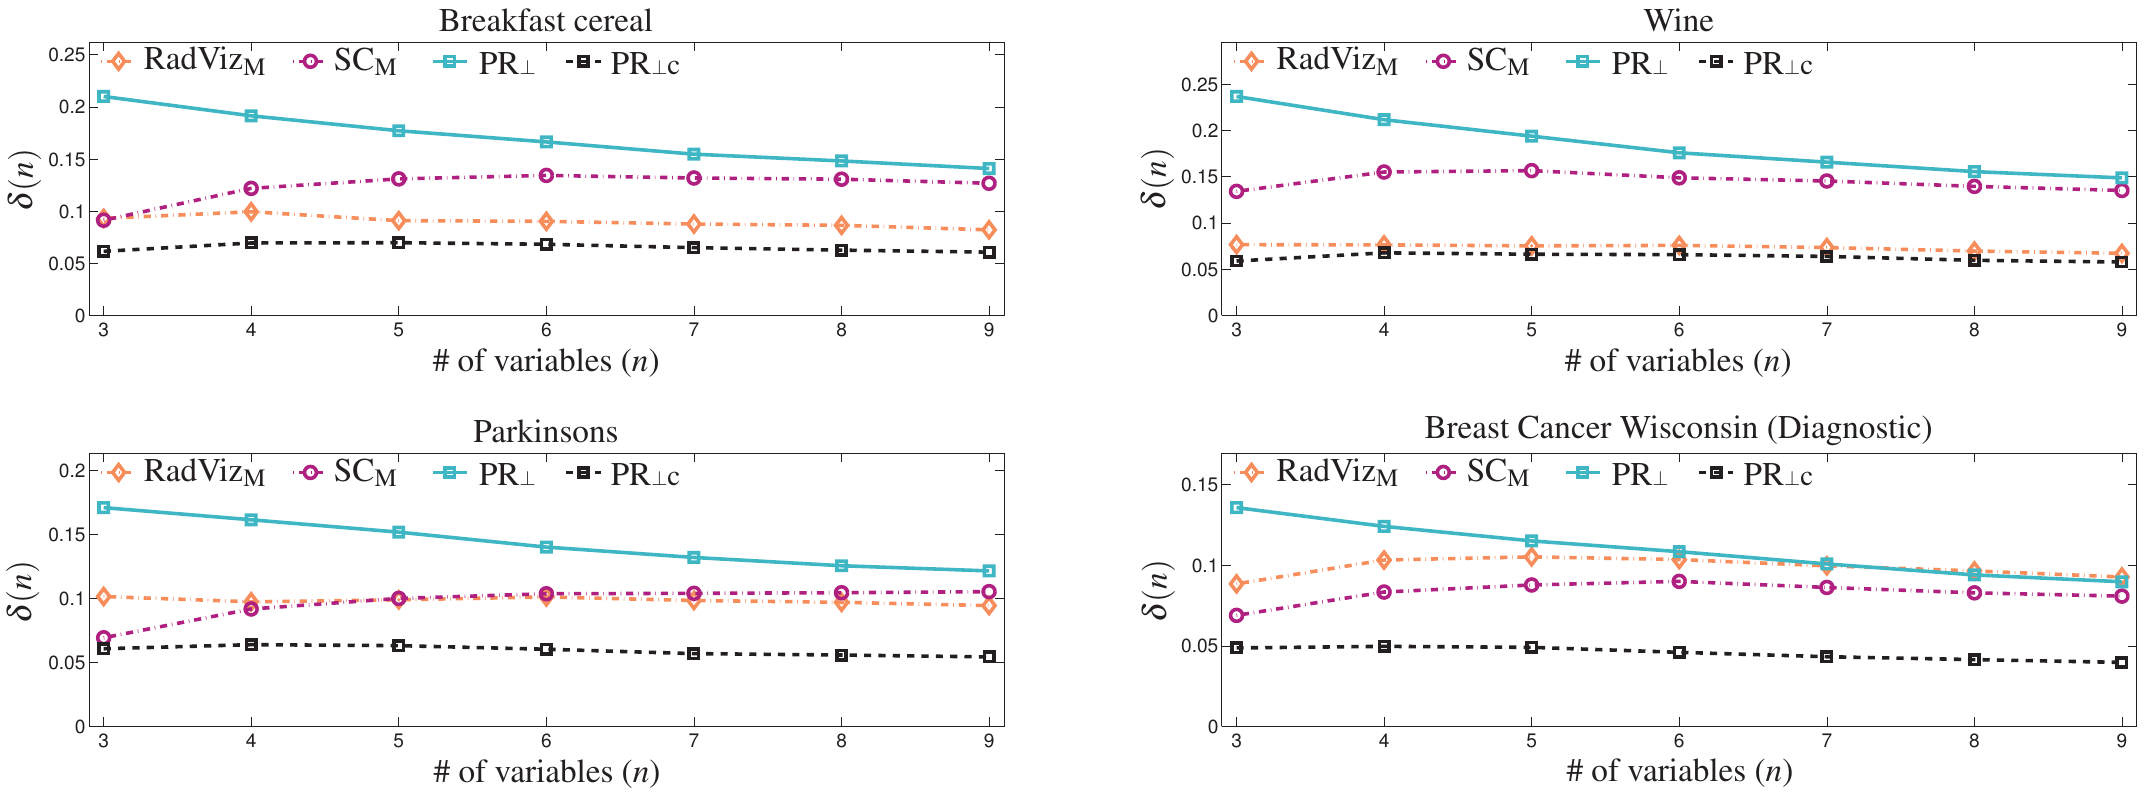 Breakfast cereal
RadVizM SCM PR⊥ PR⊥c
0.25
0.2
0.15
0.1
0.05
0
δ(n)
3 4 5 6 7 8 9
# of variables (n)
Wine
RadVizM SCM PR⊥ PR⊥c
0.25
0.2
0.15
0.1
0.05
0
δ(n)
3 4 5 6 7 8 9
# of variables (n)
Parkinsons
RadVizM SCM PR⊥ PR⊥c
0.2
0.15
0.1
0.05
0
δ(n)
3 4 5 6 7 8 9
# of variables (n)
Breast Cancer Wisconsin (Diagnostic)
RadVizM SCM PR⊥ PR⊥c
0.15
0.1
0.05
0
δ(n)
3 4 5 6 7 8 9
# of variables (n)